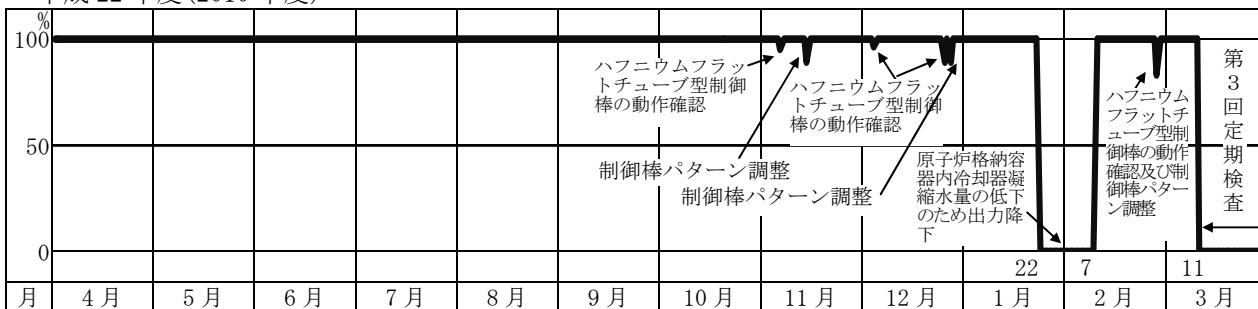 %
100
50
0
ハフニウムフラッ
トチューブ型制御
棒の動作確認
ハフニウムフラッ
トチューブ型制御
棒の動作確認
制御棒パターン調整
制御棒パターン調整
原子炉格納容
器内冷却器凝
縮水量の低下
のため出力降
下
ハフニウム
フラットチ
ューブ型制
御棒の動作
確認及び制
御棒パター
ン調整
第3回定期検査
22
7
11
月 4月 5月 6月 7月 8月 9月 10月 11月 12月 1月 2月 3月